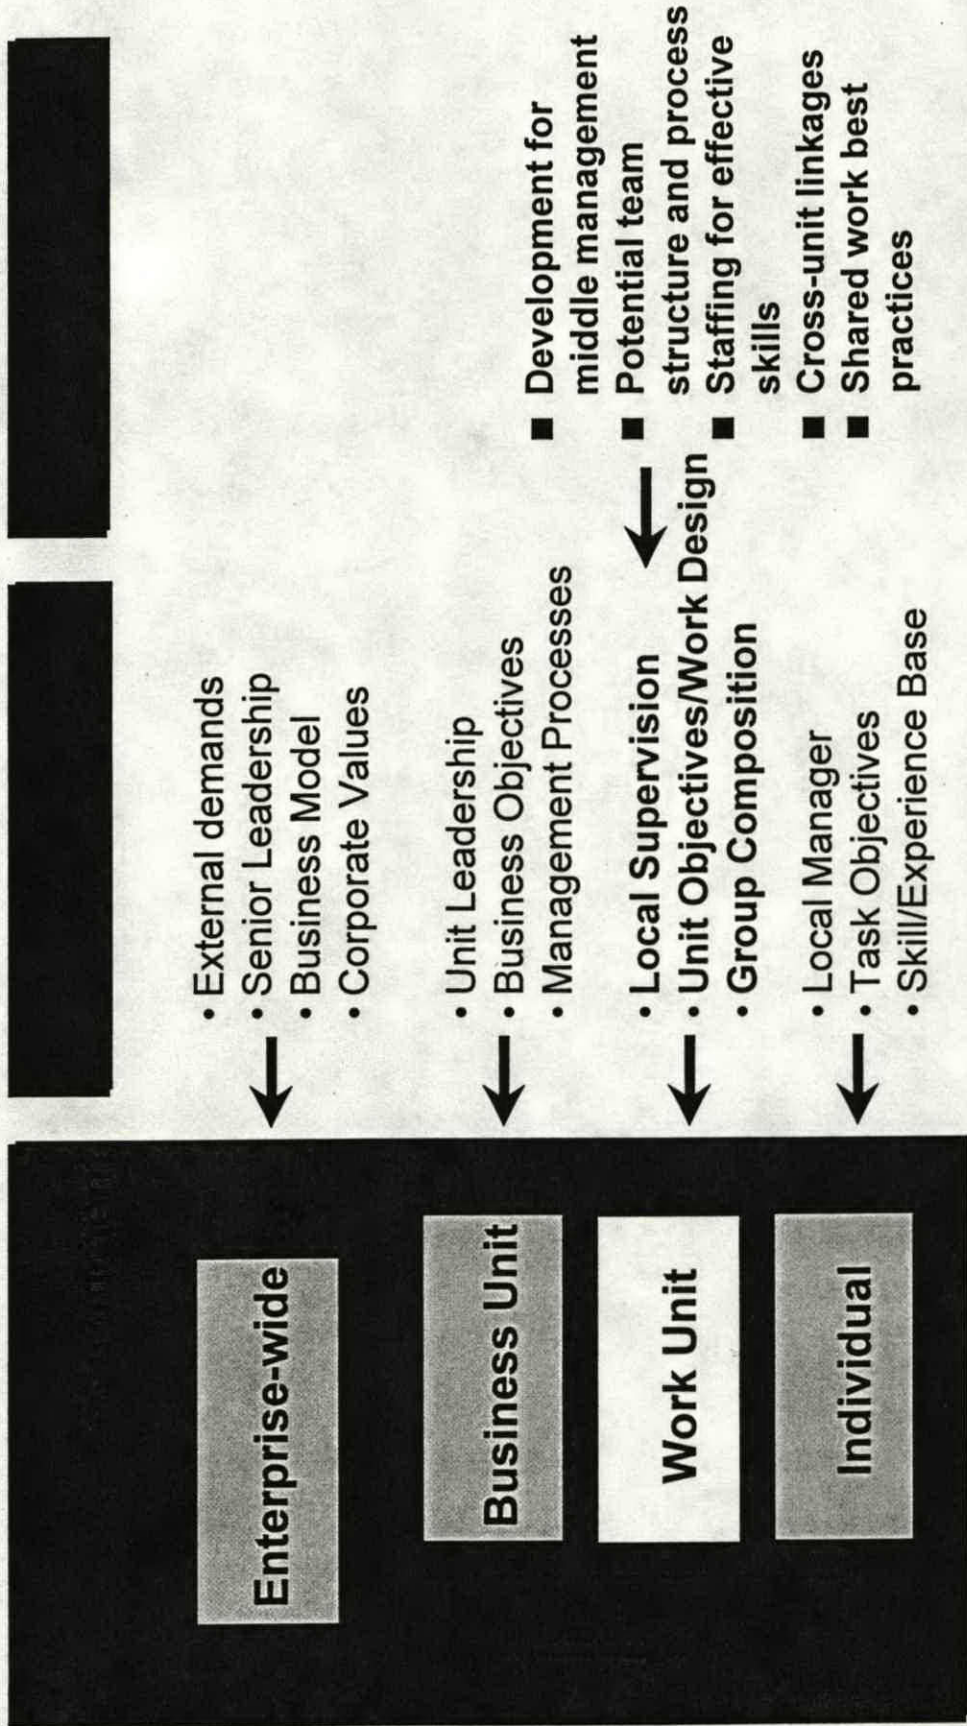 Enterprise-wide
• External demands
• Senior Leadership
• Business Model
• Corporate Values
Business Unit
• Unit Leadership
• Business Objectives
• Management Processes
Work Unit
• Local Supervision
• Unit Objectives/Work Design
• Group Composition
■ Development for
middle management
■ Potential team
structure and process
■ Staffing for effective
skills
■ Cross-unit linkages
■ Shared work best
practices
Individual
• Local Manager
• Task Objectives
• Skill/Experience Base